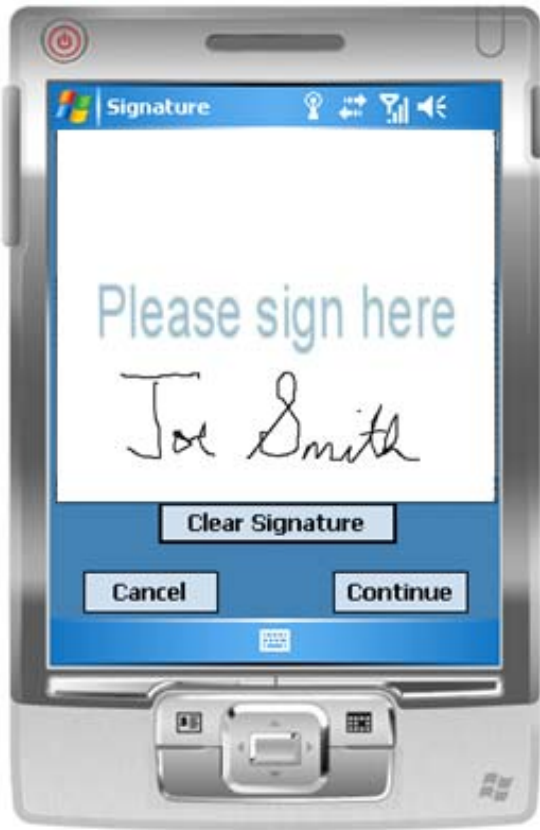 Signature
Please sign here
Joe Smith
Clear Signature
Cancel
Continue